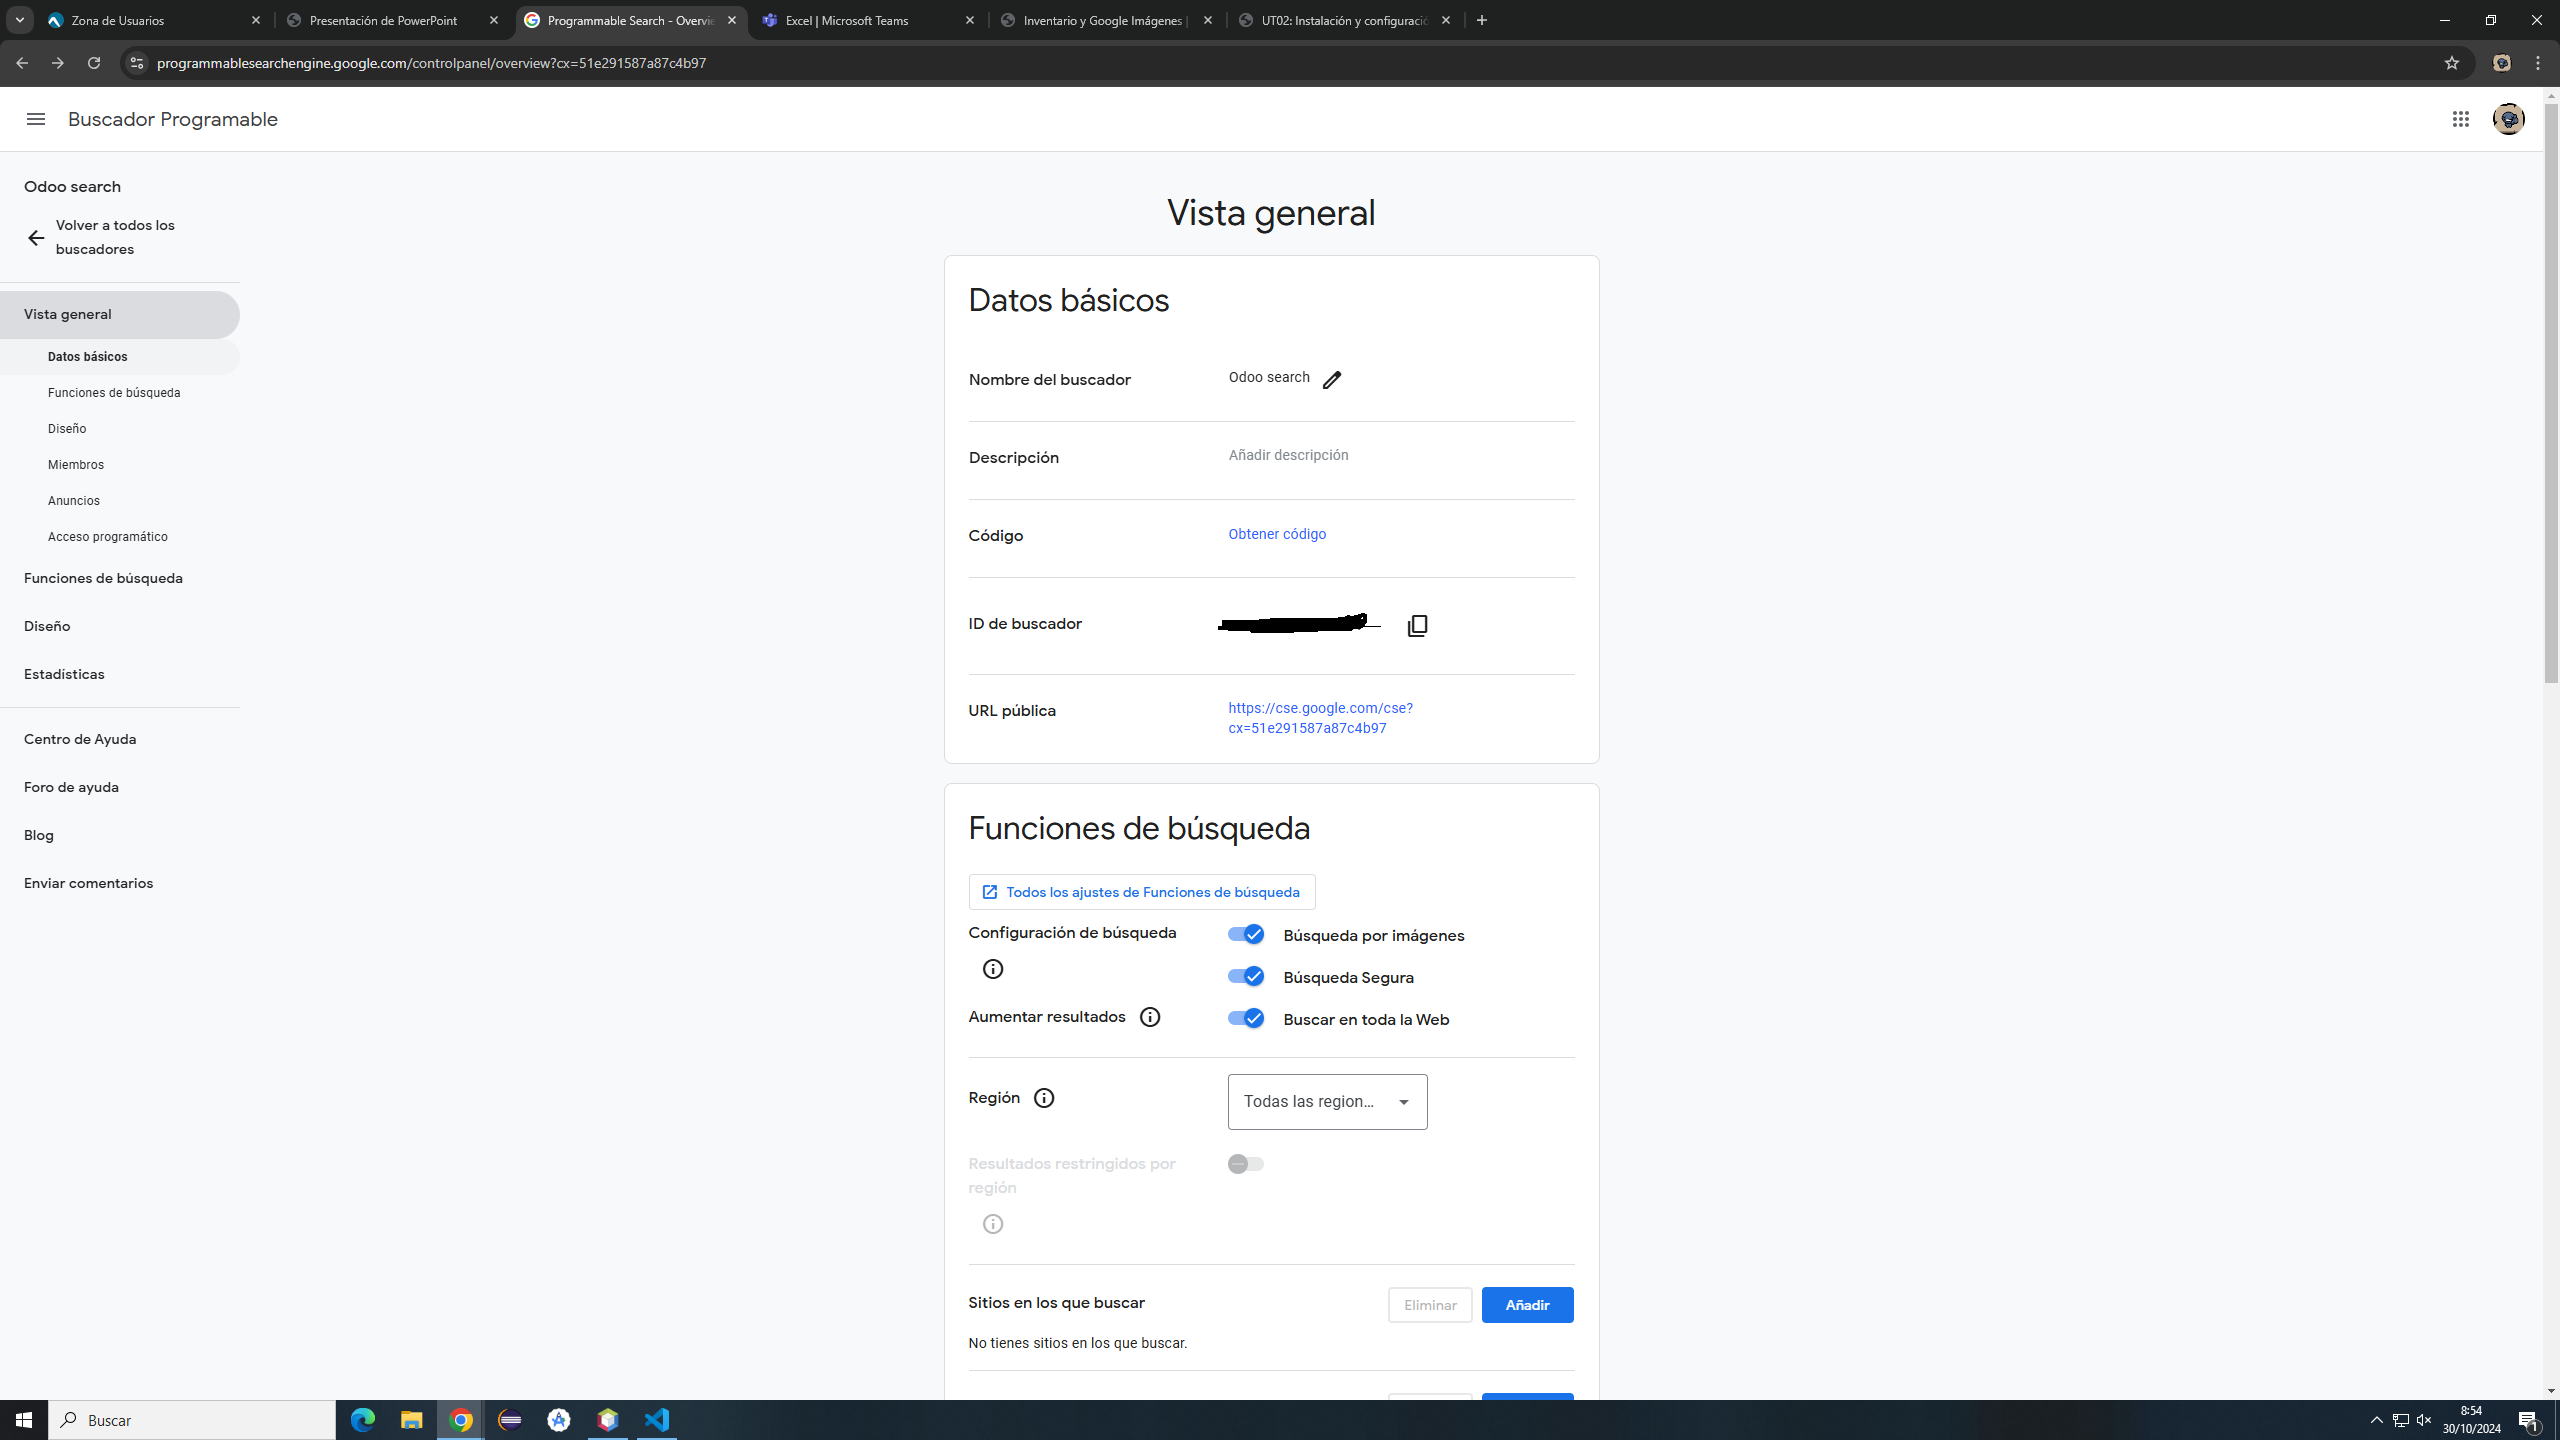 Zona de Usuarios
Presentación de PowerPoint
Programmable Search - Overvie
Excel | Microsoft Teams
Inventario y Google Imágenes |
UT02: Instalación y configuració
programmablesearchengine.google.com/controlpanel/overview?cx=51e291587a87c4b97
Buscador Programable
Odoo search
Volver a todos los
buscadores
Vista general
Datos básicos
Funciones de búsqueda
Diseño
Miembros
Anuncios
Acceso programático
Funciones de búsqueda
Diseño
Estadísticas
Centro de Ayuda
Foro de ayuda
Blog
Enviar comentarios
Vista general
Datos básicos
Nombre del buscador
Odoo search
Descripción
Añadir descripción
Código
Obtener código
ID de buscador
URL pública
https://cse.google.com/cse?
cx=51e291587a87c4b97
Funciones de búsqueda
Todos los ajustes de Funciones de búsqueda
Configuración de búsqueda
Búsqueda por imágenes
Búsqueda Segura
Aumentar resultados
Buscar en toda la Web
Región
Todas las region...
Resultados restringidos por
región
Sitios en los que buscar
Eliminar
Añadir
No tienes sitios en los que buscar.
Buscar
8:54
30/10/2024
1